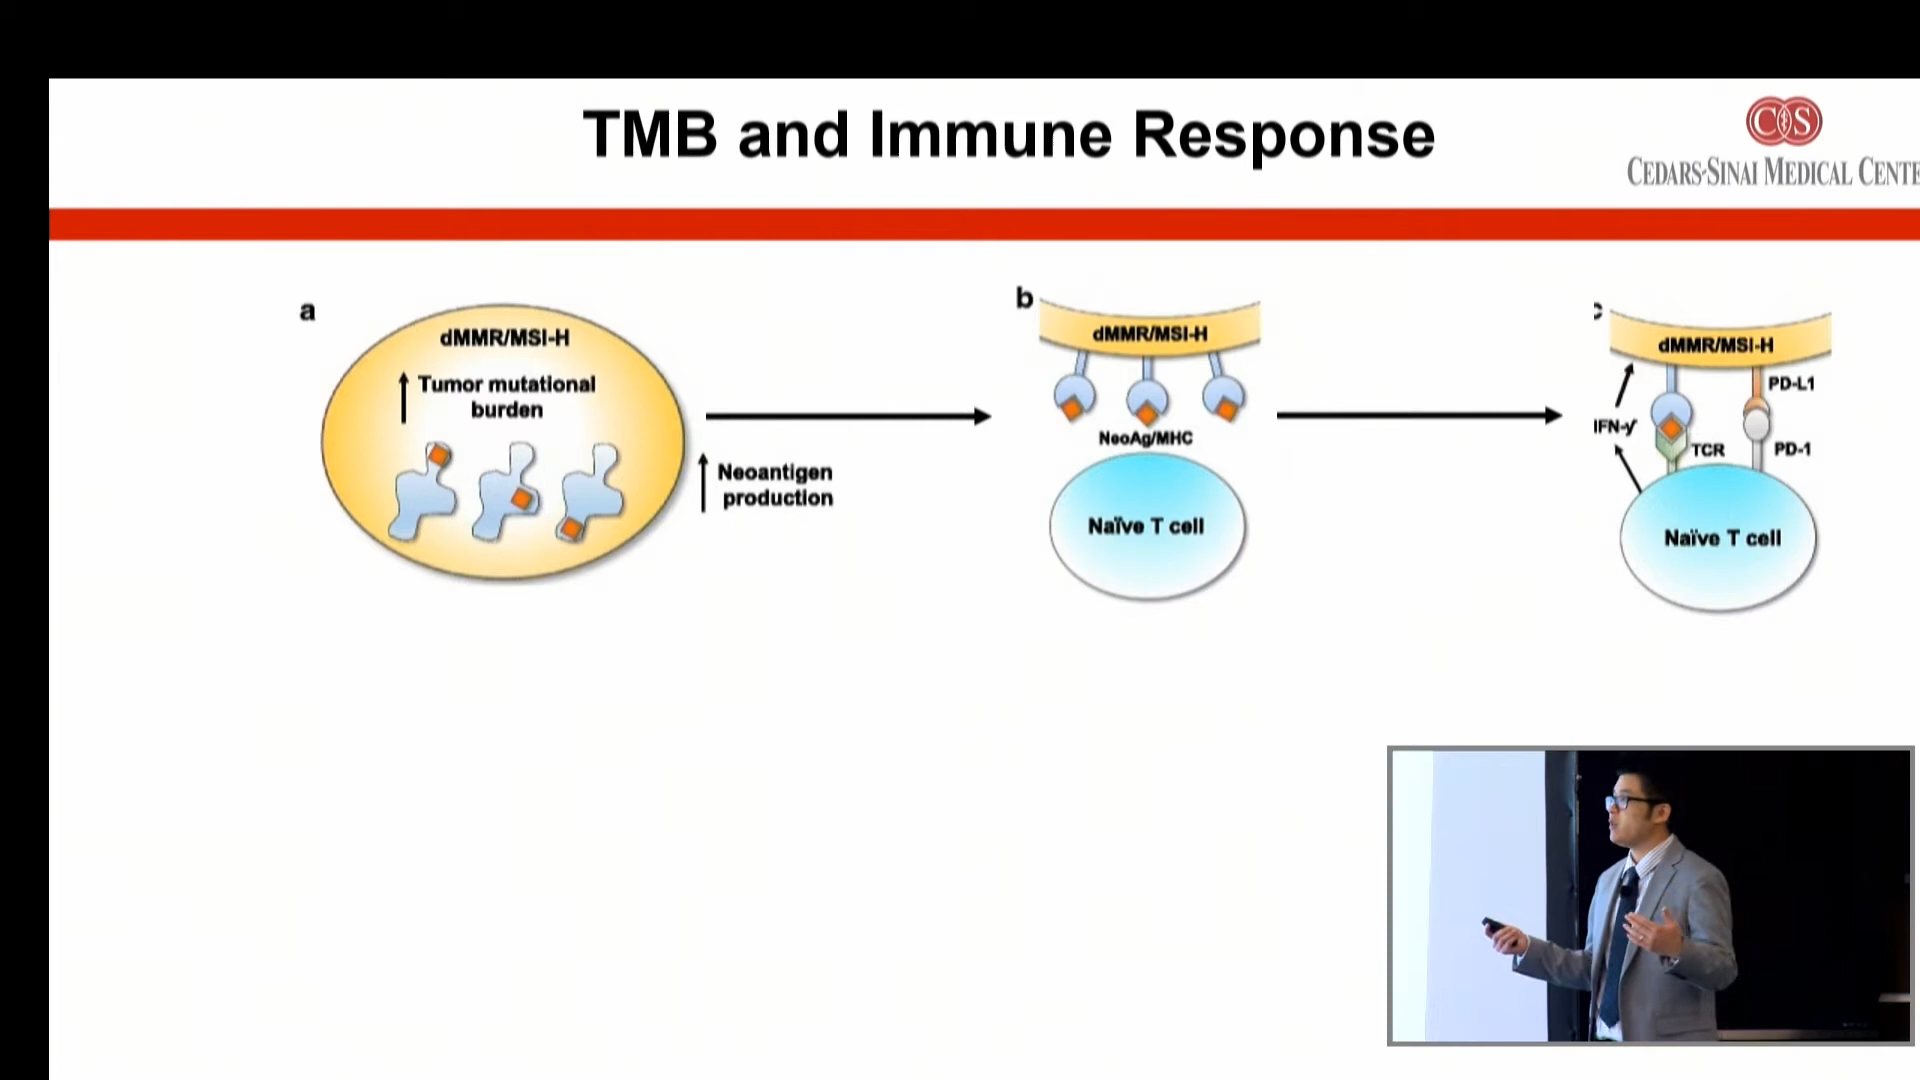 TMB and Immune Response
CEDARS-SINAI MEDICAL CENTE
a
dMMR/MSI-H
Tumor mutational
burden
Neoantigen
production
b
dMMR/MSI-H
NeoAg/MHC
Naïve T cell
c
dMMR/MSI-H
PD-L1
IFN-γ
TCR
PD-1
Naïve T cell